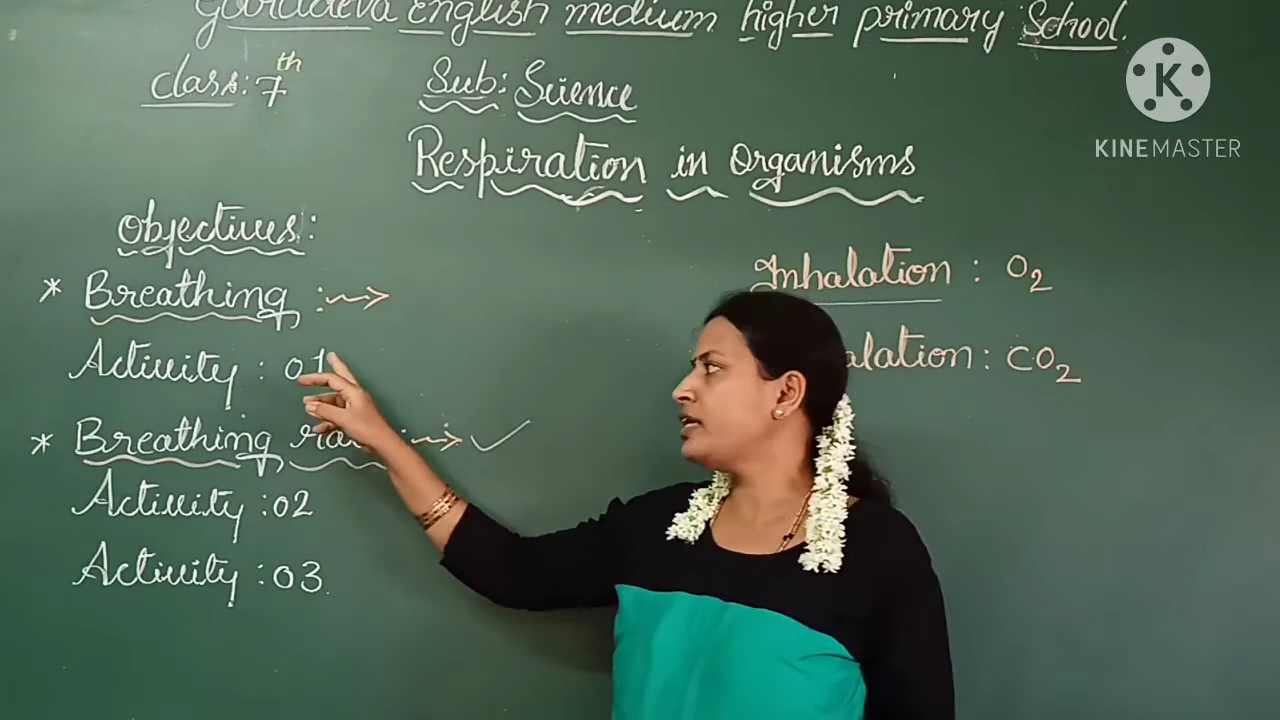 English medium higher primary School.
Class: 7th
Sub: Science
K
KINEMASTER
Respiration in Organisms
Objectives:
* Breathing :
Activity : 01
* Breathing
Activity :02
Activity :03.
Inhalation : O2
alation : CO2